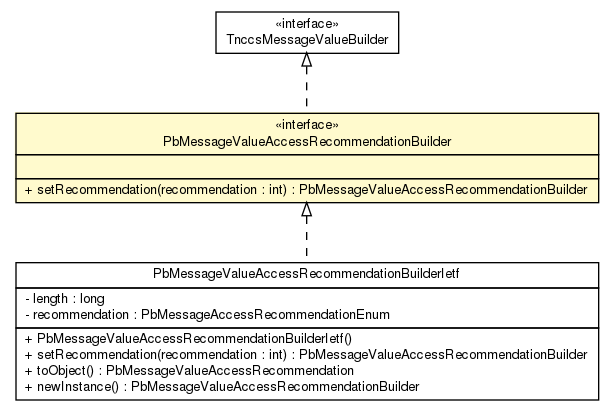 «interface»
TnccsMessageValueBuilder
«interface»
PbMessageValueAccessRecommendationBuilder
+ setRecommendation(recommendation : int) : PbMessageValueAccessRecommendationBuilder
PbMessageValueAccessRecommendationBuilderIetf
- length : long
- recommendation : PbMessageAccessRecommendationEnum
+ PbMessageValueAccessRecommendationBuilderIetf()
+ setRecommendation(recommendation : int) : PbMessageValueAccessRecommendationBuilder
+ toObject() : PbMessageValueAccessRecommendation
+ newInstance() : PbMessageValueAccessRecommendationBuilder